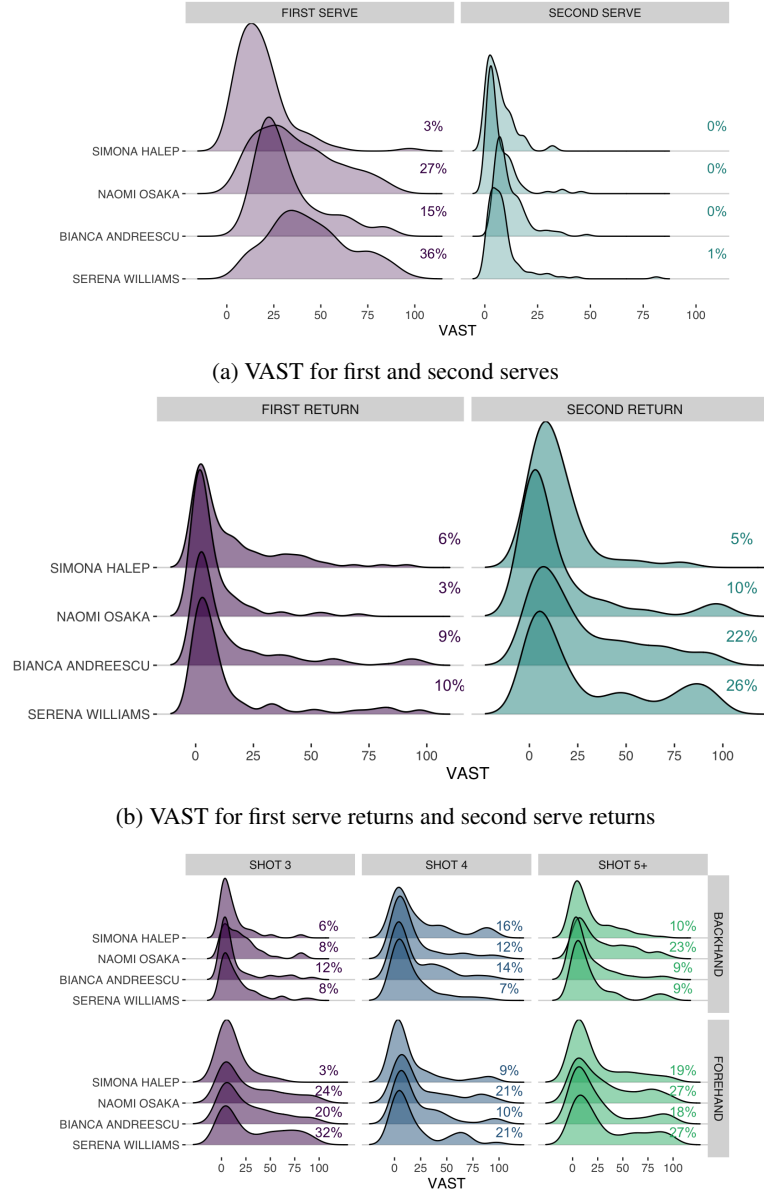 FIRST SERVE SECOND SERVE
3% 0%
SIMONA HALEP
27% 0%
NAOMI OSAKA
15% 0%
BIANCA ANDREESCU
36% 1%
SERENA WILLIAMS
0 25 50 75 100 0 25 50 75 100
VAST
(a) VAST for first and second serves
FIRST RETURN SECOND RETURN
6% 5%
SIMONA HALEP
3% 10%
NAOMI OSAKA
9% 22%
BIANCA ANDREESCU
10% 26%
SERENA WILLIAMS
0 25 50 75 100 0 25 50 75 100
VAST
(b) VAST for first serve returns and second serve returns
SHOT 3 SHOT 4 SHOT 5+
BACKHAND
6% 16% 10%
SIMONA HALEP
8% 12% 23%
NAOMI OSAKA
12% 14% 9%
BIANCA ANDREESCU
8% 7% 9%
SERENA WILLIAMS
FOREHAND
3% 9% 19%
SIMONA HALEP
24% 21% 27%
NAOMI OSAKA
20% 10% 18%
BIANCA ANDREESCU
32% 21% 27%
SERENA WILLIAMS
0 25 50 75 100 0 25 50 75 100 0 25 50 75 100
VAST